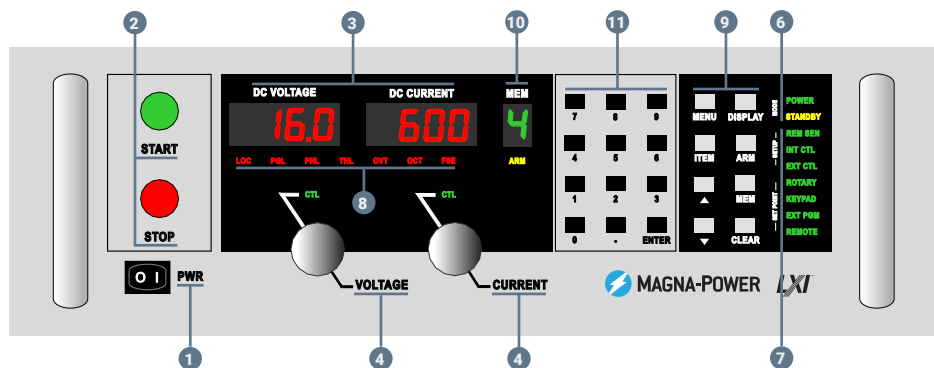 2 3 10 11 9 6
DC VOLTAGE DC CURRENT MEM
16.0 600 4
LOC PGL PHL THL OVT OCT FSE ARM
START
STOP
8
CTL CTL
7 8 9
4 5 6
1 2 3
0 . ENTER
MENU DISPLAY
ITEM ARM
▲ MEM
▼ CLEAR
MODE
SETUP
SET POINT
POWER
STANDBY
REM SEN
INT CTL
EXT CTL
ROTARY
KEYPAD
EXT PGM
REMOTE
O I PWR
VOLTAGE CURRENT
MAGNA-POWER LXI
1 4 4 7